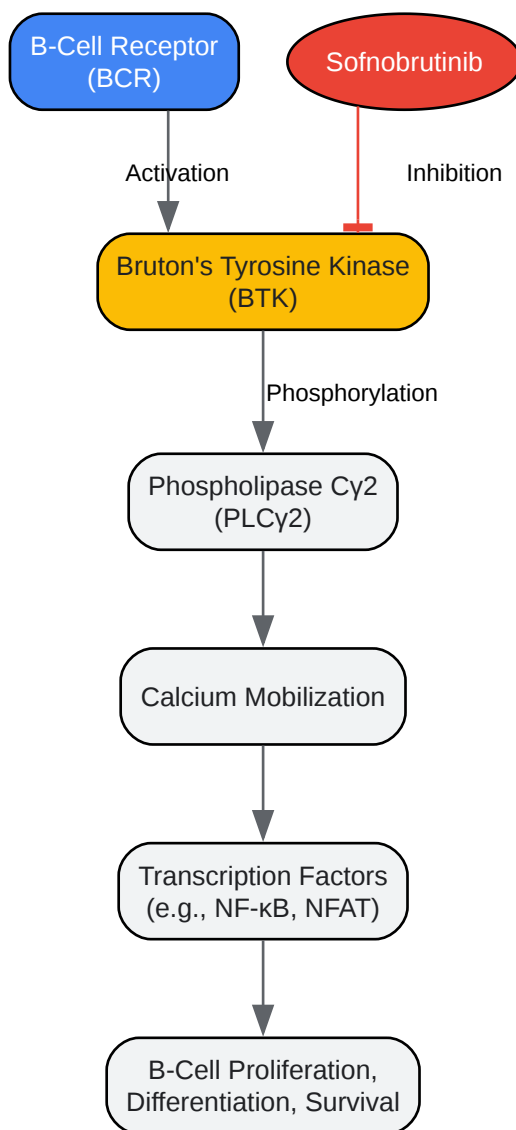 B-Cell Receptor
(BCR)
Sofnobrutinib
Activation
Inhibition
Bruton's Tyrosine Kinase
(BTK)
Phosphorylation
Phospholipase Cγ2
(PLCγ2)
Calcium Mobilization
Transcription Factors
(e.g., NF-κB, NFAT)
B-Cell Proliferation,
Differentiation, Survival